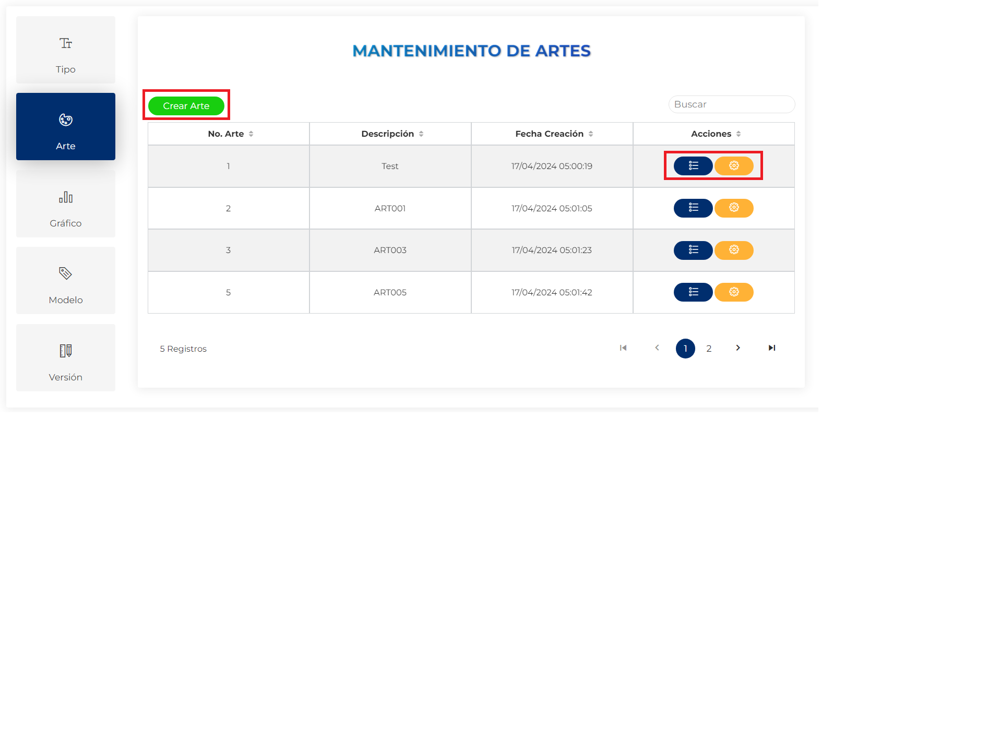 Tipo
Arte
Gráfico
Modelo
Versión
MANTENIMIENTO DE ARTES
Crear Arte
Buscar
No. Arte Descripción Fecha Creación Acciones
1 Test 17/04/2024 05:00:19
2 ART001 17/04/2024 05:01:05
3 ART003 17/04/2024 05:01:23
5 ART005 17/04/2024 05:01:42
5 Registros 1 2